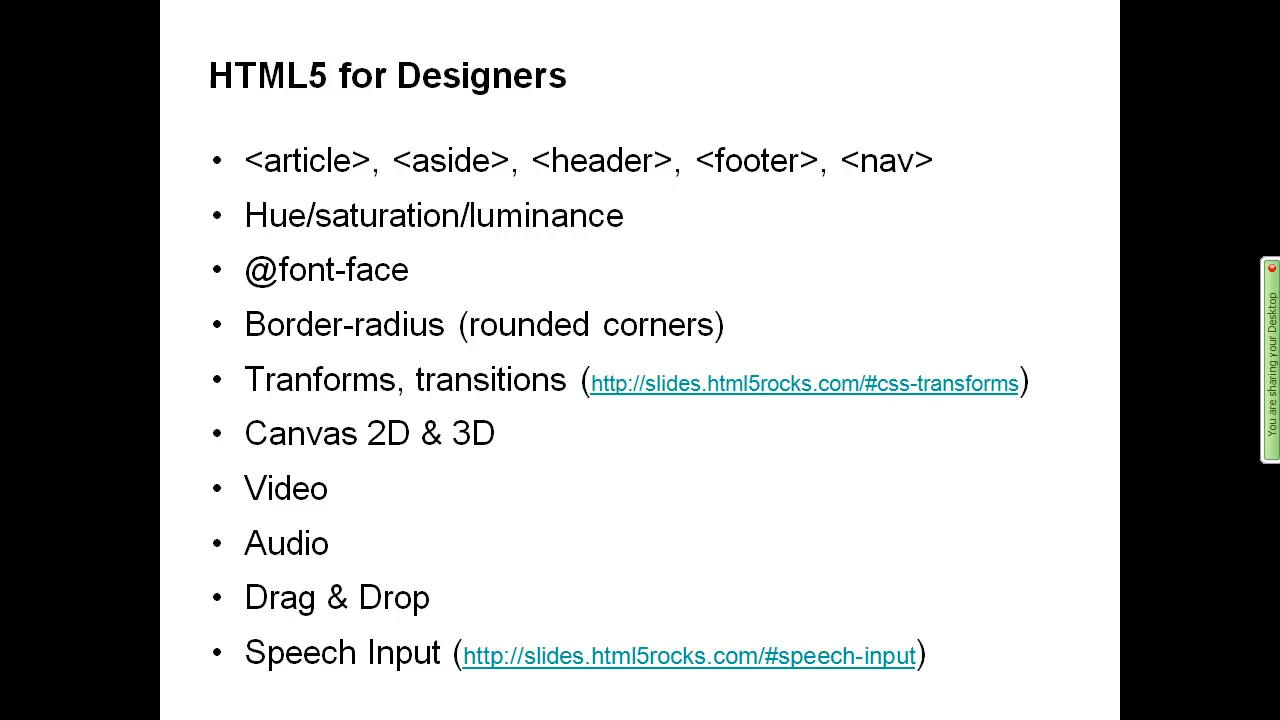 HTML5 for Designers
• <article>, <aside>, <header>, <footer>, <nav>
• Hue/saturation/luminance
• @font-face
• Border-radius (rounded corners)
• Tranforms, transitions (http://slides.html5rocks.com/#css-transforms)
• Canvas 2D & 3D
• Video
• Audio
• Drag & Drop
• Speech Input (http://slides.html5rocks.com/#speech-input)
You are sharing your Desktop